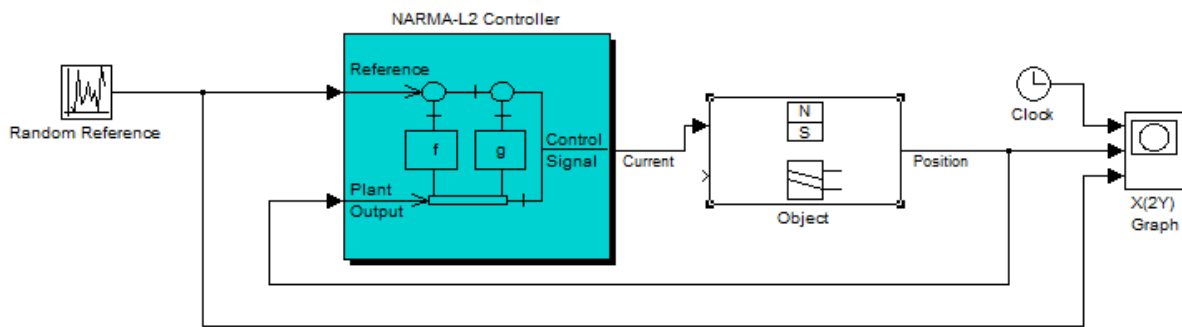 NARMA-L2 Controller
Random Reference
Reference
f
g
Control
Signal
Plant
Output
Current
N
S
Object
Position
Clock
X(2Y)
Graph